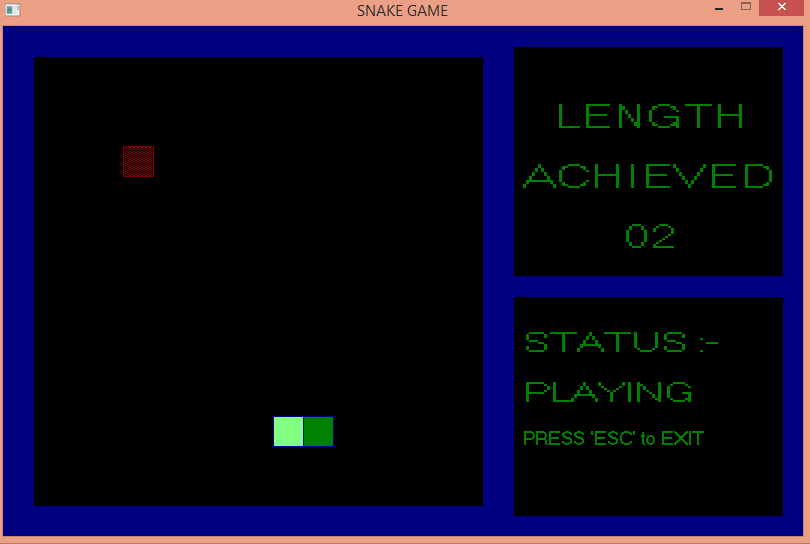 SNAKE GAME
LENGTH
ACHIEVED
02
STATUS :-
PLAYING
PRESS 'ESC' to EXIT